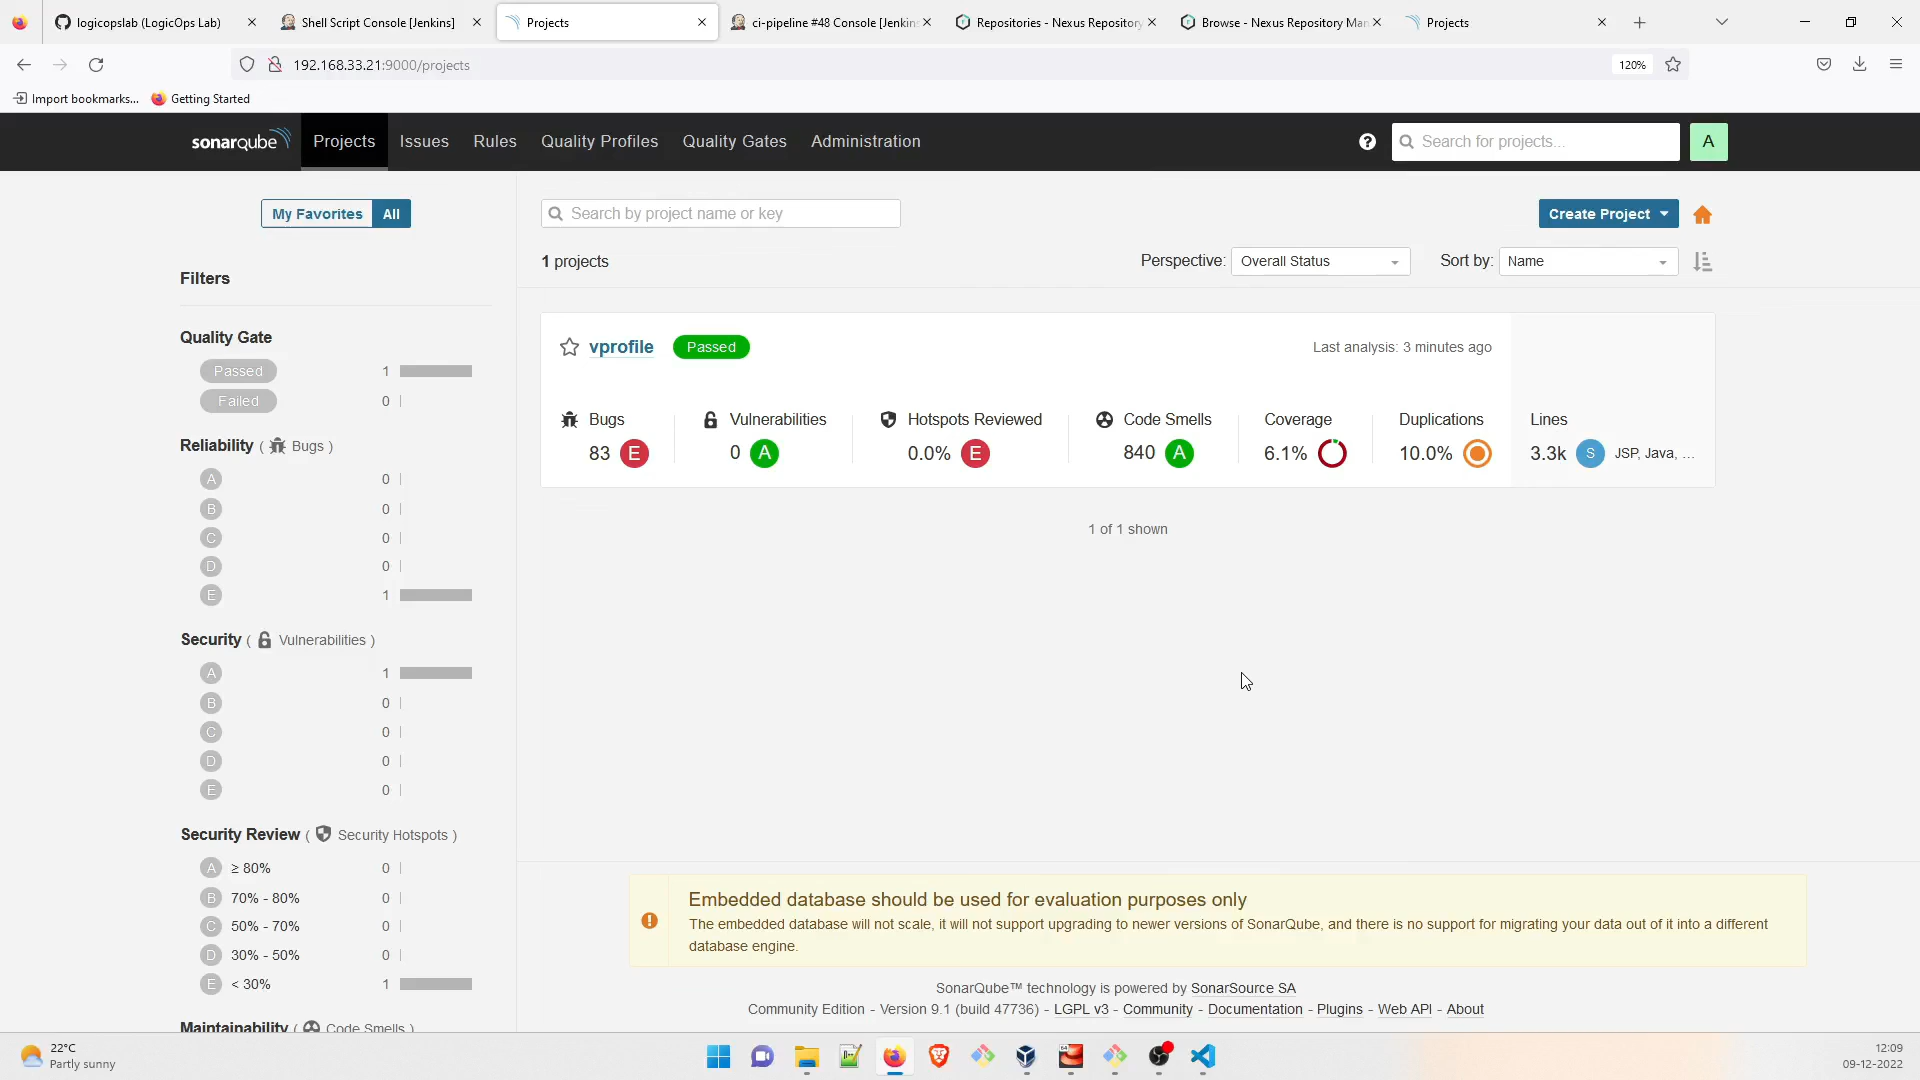 logicopslab (LogicOps Lab)
Shell Script Console [Jenkins]
Projects
ci-pipeline #48 Console [Jenkins
Repositories - Nexus Repository
Browse - Nexus Repository Man
Projects
192.168.33.21:9000/projects
120%
Import bookmarks...
Getting Started
sonarqube
Projects
Issues
Rules
Quality Profiles
Quality Gates
Administration
Search for projects...
A
My Favorites
All
Search by project name or key
Create Project
1 projects
Perspective:
Overall Status
Sort by:
Name
Filters
Quality Gate
Passed 1
Failed 0
Reliability ( Bugs )
A 0
B 0
C 0
D 0
E 1
Security ( Vulnerabilities )
A 1
B 0
C 0
D 0
E 0
Security Review ( Security Hotspots )
A ≥ 80% 0
B 70% - 80% 0
C 50% - 70% 0
D 30% - 50% 0
E < 30% 1
Maintainability ( Code Smells )
vprofile
Passed
Last analysis: 3 minutes ago
Bugs
83 E
Vulnerabilities
0 A
Hotspots Reviewed
0.0% E
Code Smells
840 A
Coverage
6.1%
Duplications
10.0%
Lines
3.3k S JSP, Java, ...
1 of 1 shown
Embedded database should be used for evaluation purposes only
The embedded database will not scale, it will not support upgrading to newer versions of SonarQube, and there is no support for migrating your data out of it into a different
database engine.
SonarQube™ technology is powered by SonarSource SA
Community Edition - Version 9.1 (build 47736) - LGPL v3 - Community - Documentation - Plugins - Web API - About
22°C
Partly sunny
12:09
09-12-2022